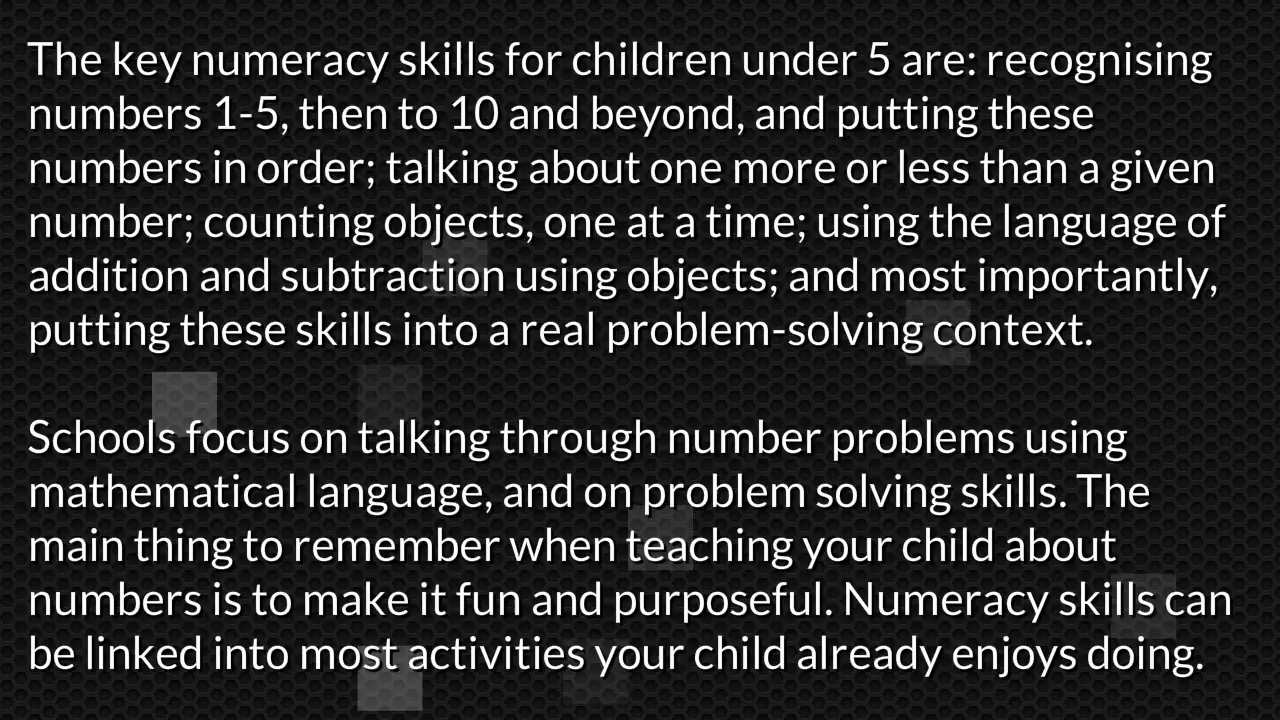 The key numeracy skills for children under 5 are: recognising
numbers 1-5, then to 10 and beyond, and putting these
numbers in order; talking about one more or less than a given
number; counting objects, one at a time; using the language of
addition and subtraction using objects; and most importantly,
putting these skills into a real problem-solving context.
Schools focus on talking through number problems using
mathematical language, and on problem solving skills. The
main thing to remember when teaching your child about
numbers is to make it fun and purposeful. Numeracy skills can
be linked into most activities your child already enjoys doing.